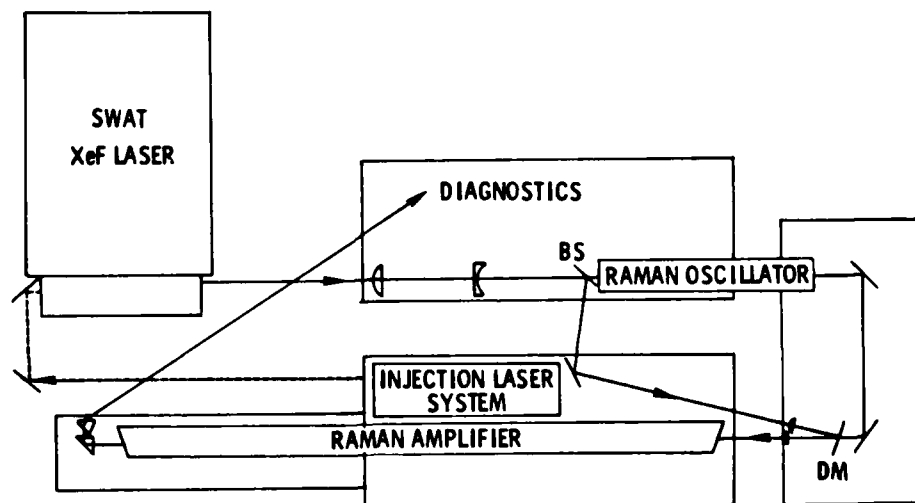 SWAT
XeF LASER
DIAGNOSTICS
BS
RAMAN OSCILLATOR
INJECTION LASER
SYSTEM
RAMAN AMPLIFIER
DM